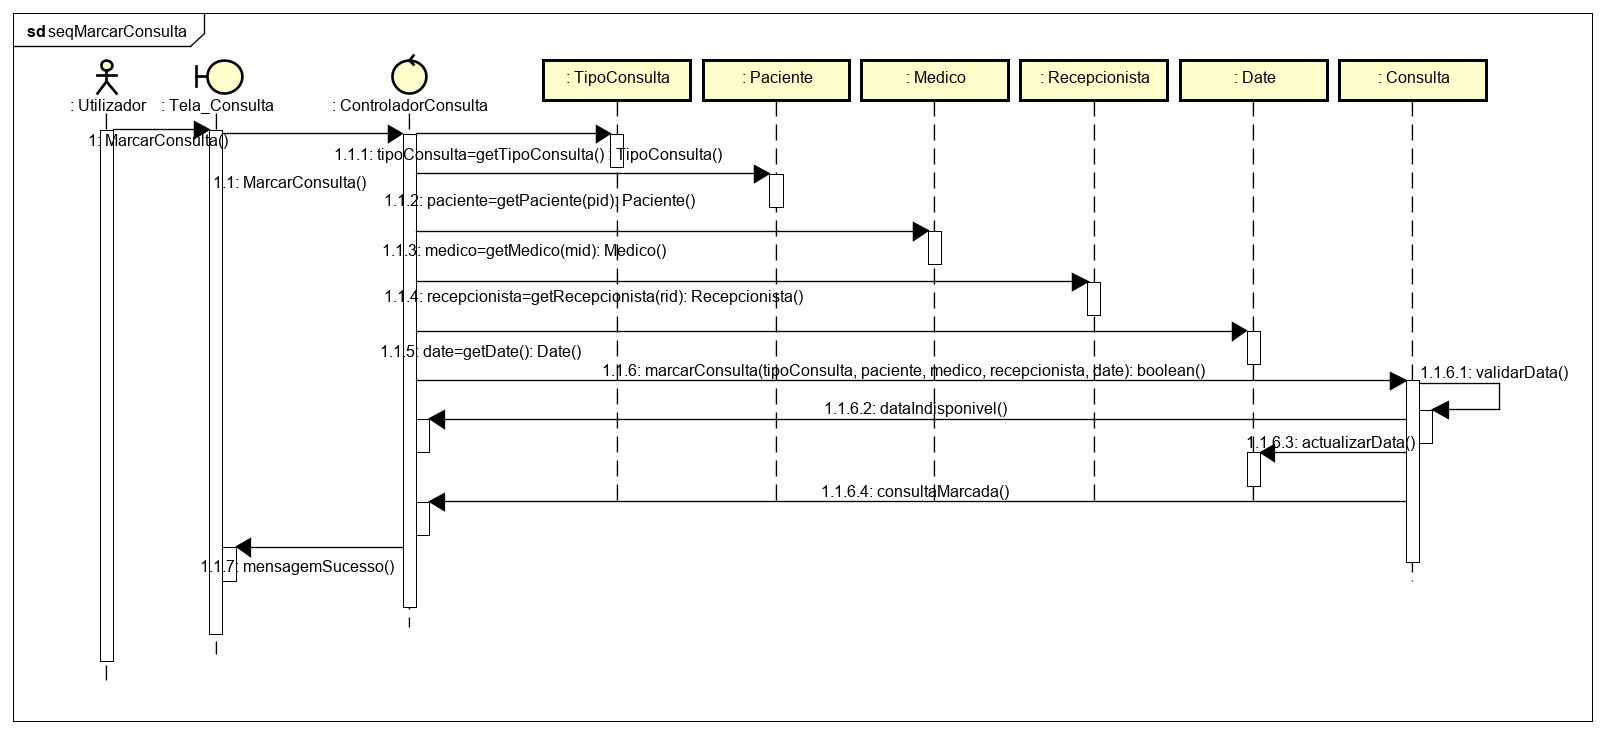 sd seqMarcarConsulta
: Utilizador
: Tela_Consulta
: ControladorConsulta
: TipoConsulta
: Paciente
: Medico
: Recepcionista
: Date
: Consulta
1: MarcarConsulta()
1.1: MarcarConsulta()
1.1.1: tipoConsulta=getTipoConsulta() : TipoConsulta()
1.1.2: paciente=getPaciente(pid): Paciente()
1.1.3: medico=getMedico(mid): Medico()
1.1.4: recepcionista=getRecepcionista(rid): Recepcionista()
1.1.5: date=getDate(): Date()
1.1.6: marcarConsulta(tipoConsulta, paciente, medico, recepcionista, date): boolean()
1.1.6.1: validarData()
1.1.6.2: dataIndisponivel()
1.1.6.3: actualizarData()
1.1.6.4: consultaMarcada()
1.1.7: mensagemSucesso()